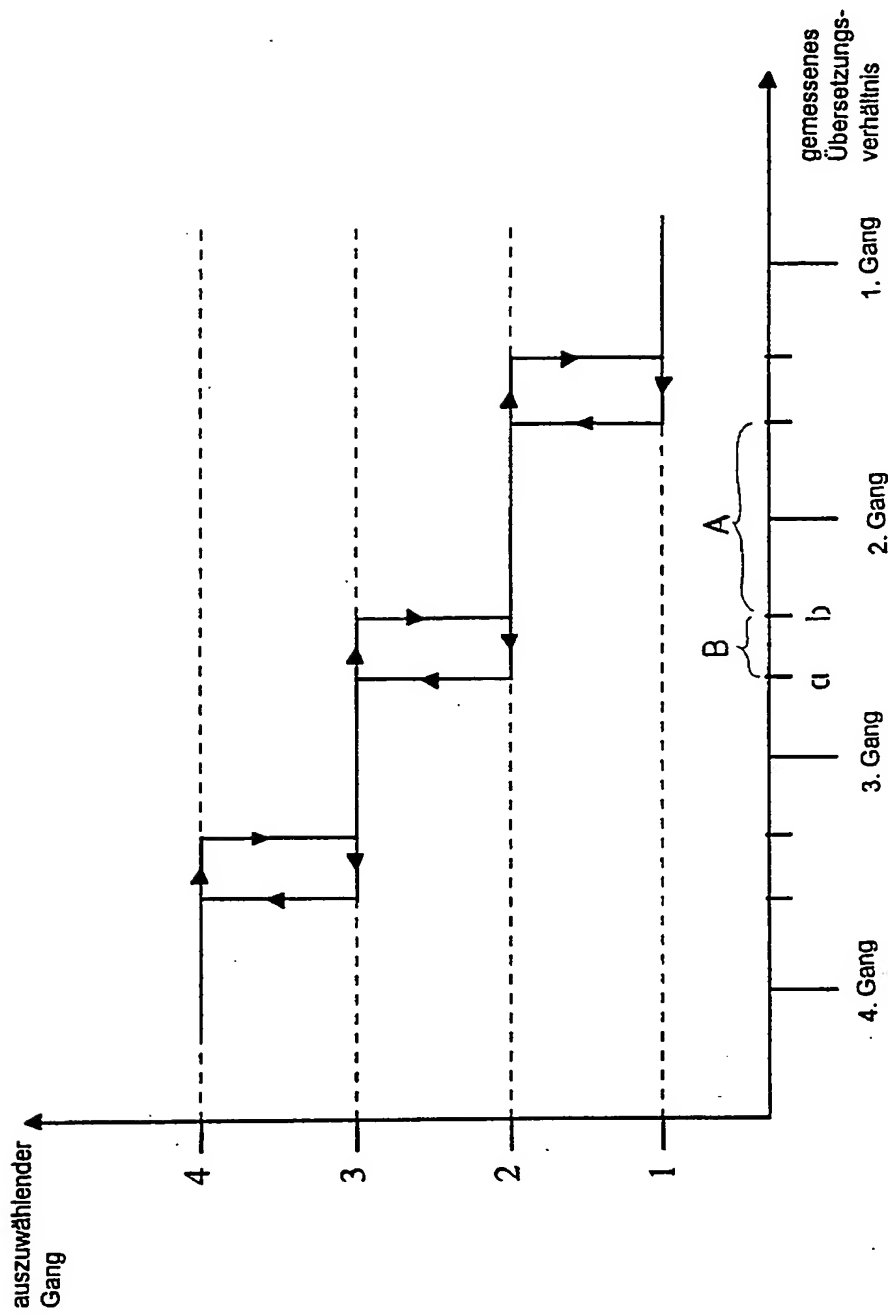 auszuwählender
Gang
4
3
2
1
B
A
a
b
4. Gang
3. Gang
2. Gang
1. Gang
gemessenes
Übersetzungs-
verhältnis